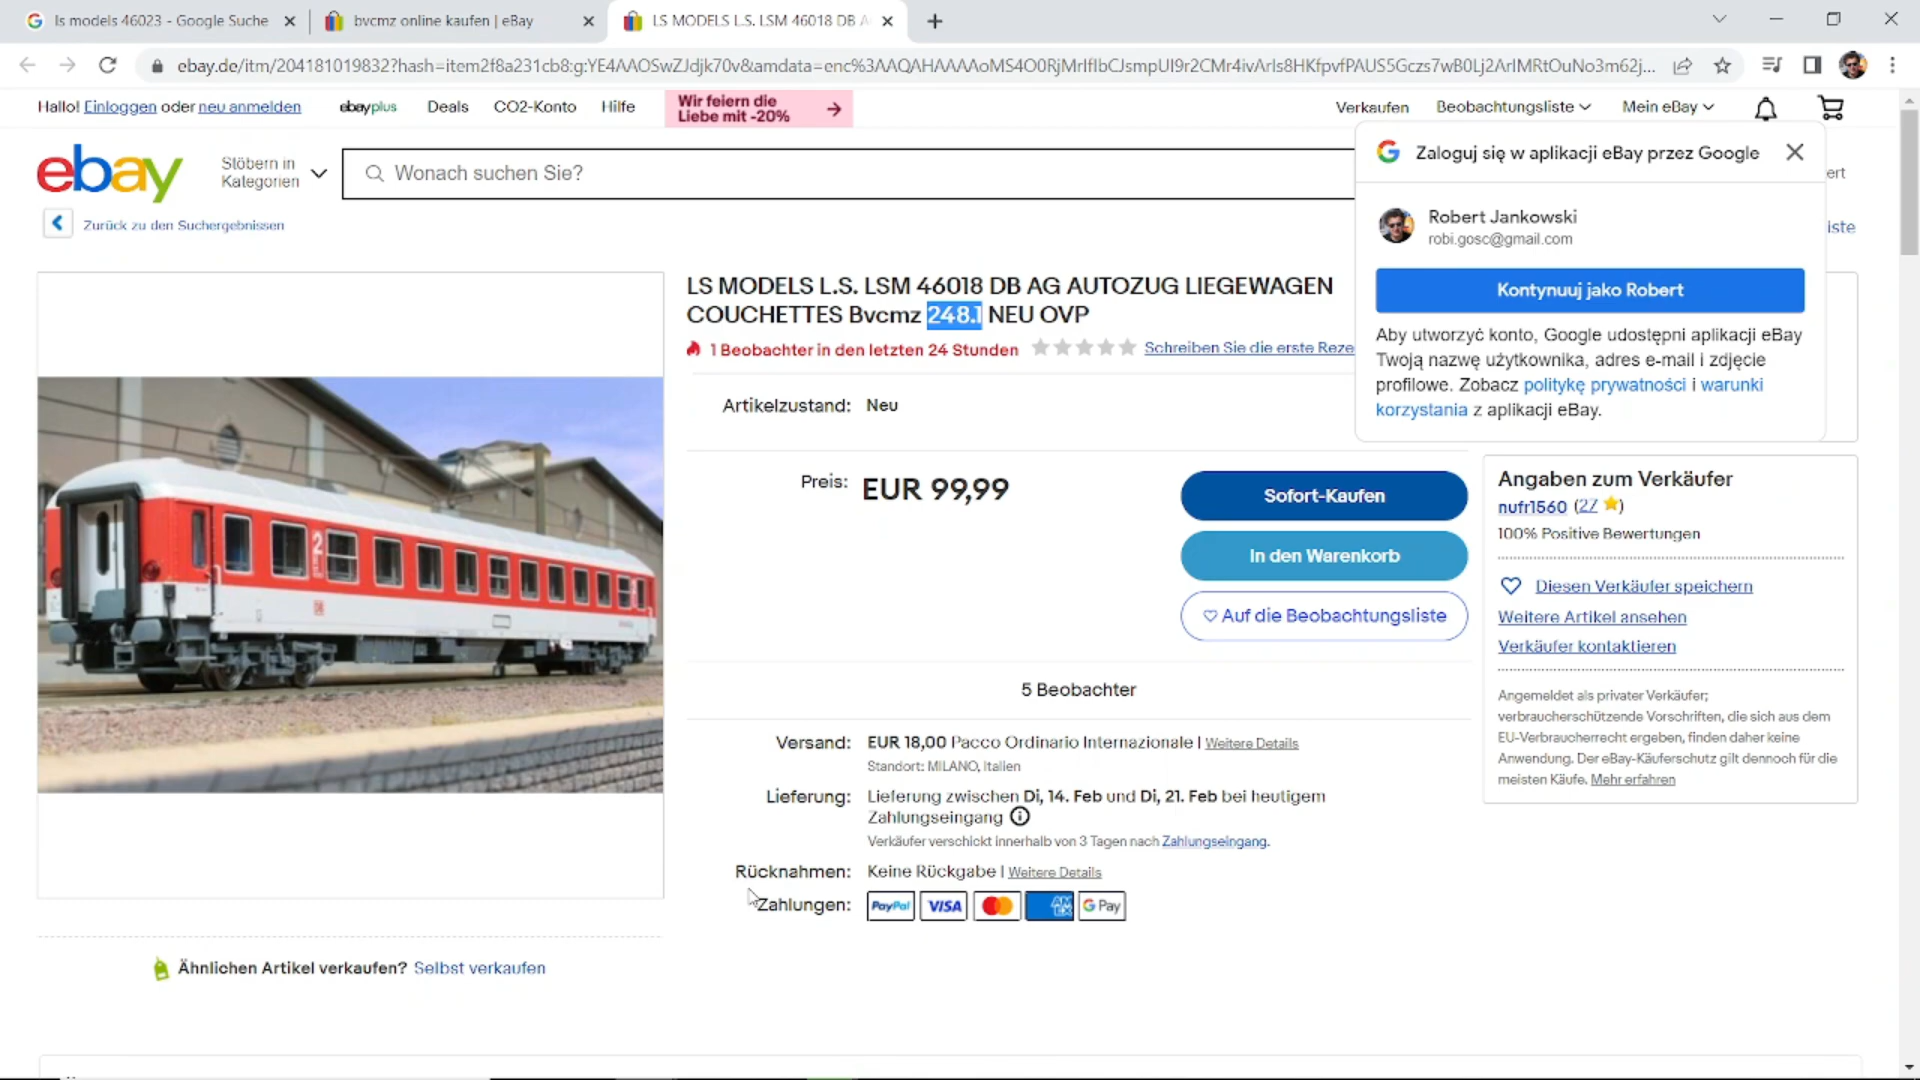 ls models 46023 - Google Suche
bvcmz online kaufen | eBay
LS MODELS L.S. LSM 46018 DB A
ebay.de/itm/204181019832?hash=item2f8a231cb8:g:YE4AAOSwZJdjk70v&amdata=enc%3AAQAHAAAAoMS4O0RjMrIfIbCJsmpUI9r2CMr4ivArIs8HKfpvfPAUS5Gczs7wB0Lj2ArIMRtOuNo3m62j...
Hallo! Einloggen oder neu anmelden
ebayplus
Deals
CO2-Konto
Hilfe
Wir feiern die
Liebe mit -20%
Verkaufen
Beobachtungsliste
Mein eBay
ebay
Stöbern in
Kategorien
Wonach suchen Sie?
ert
Zurück zu den Suchergebnissen
iste
Zaloguj się w aplikacji eBay przez Google
Robert Jankowski
robi.gosc@gmail.com
Kontynuuj jako Robert
Aby utworzyć konto, Google udostępni aplikacji eBay
Twoją nazwę użytkownika, adres e-mail i zdjęcie
profilowe. Zobacz politykę prywatności i warunki
korzystania z aplikacji eBay.
LS MODELS L.S. LSM 46018 DB AG AUTOZUG LIEGEWAGEN
COUCHETTES Bvcmz 248.1 NEU OVP
1 Beobachter in den letzten 24 Stunden
Schreiben Sie die erste Reze
Artikelzustand: Neu
Preis: EUR 99,99
Sofort-Kaufen
In den Warenkorb
Auf die Beobachtungsliste
5 Beobachter
Versand: EUR 18,00 Pacco Ordinario Internazionale | Weitere Details
Standort: MILANO, Italien
Lieferung: Lieferung zwischen Di, 14. Feb und Di, 21. Feb bei heutigem
Zahlungseingang
Verkäufer verschickt innerhalb von 3 Tagen nach Zahlungseingang.
Rücknahmen: Keine Rückgabe | Weitere Details
Zahlungen: PayPal VISA AM EX G Pay
Angaben zum Verkäufer
nufr1560 (27)
100% Positive Bewertungen
Diesen Verkäufer speichern
Weitere Artikel ansehen
Verkäufer kontaktieren
Angemeldet als privater Verkäufer;
verbraucherschützende Vorschriften, die sich aus dem
EU-Verbraucherrecht ergeben, finden daher keine
Anwendung. Der eBay-Käuferschutz gilt dennoch für die
meisten Käufe. Mehr erfahren
2
DB
Ähnlichen Artikel verkaufen? Selbst verkaufen